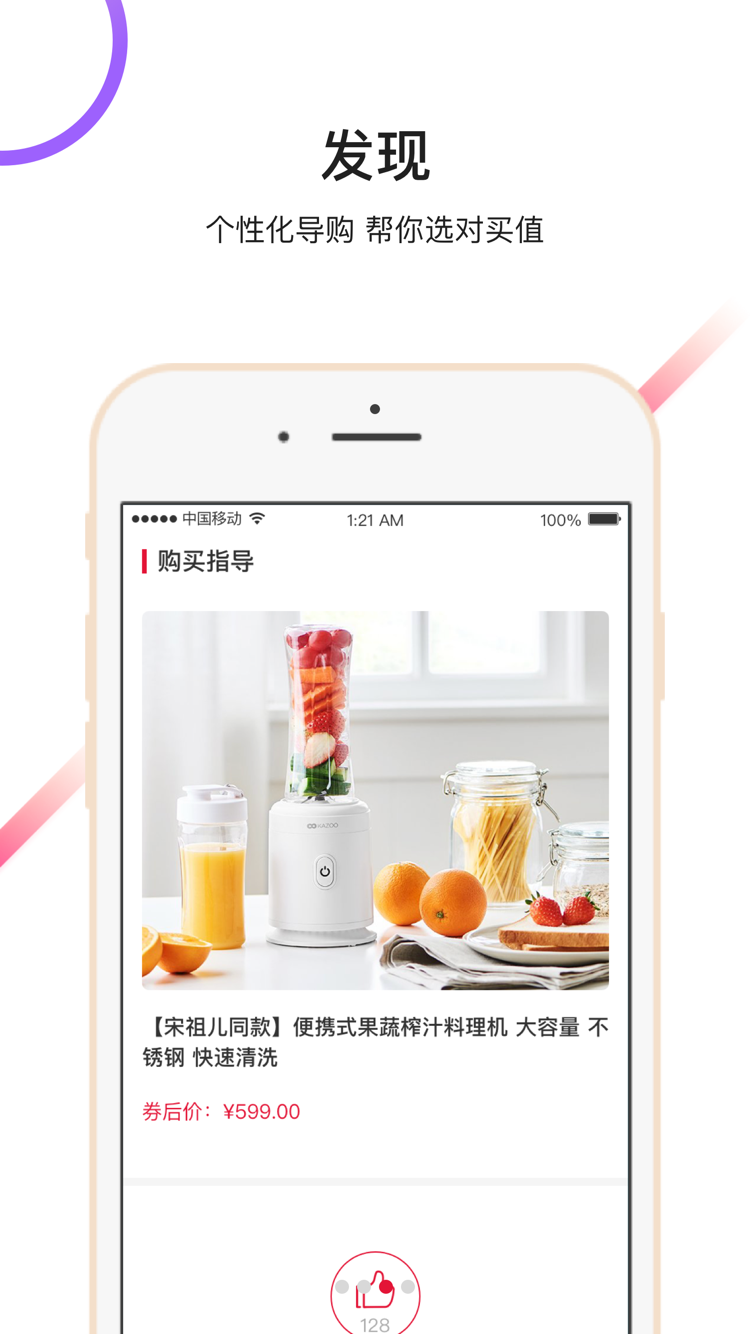 发现
个性化导购 帮你选对买值
中国移动
1:21 AM
100%
购买指导
KAZOO
【宋祖儿同款】便携式果蔬榨汁料理机 大容量 不
锈钢 快速清洗
券后价：¥599.00
128